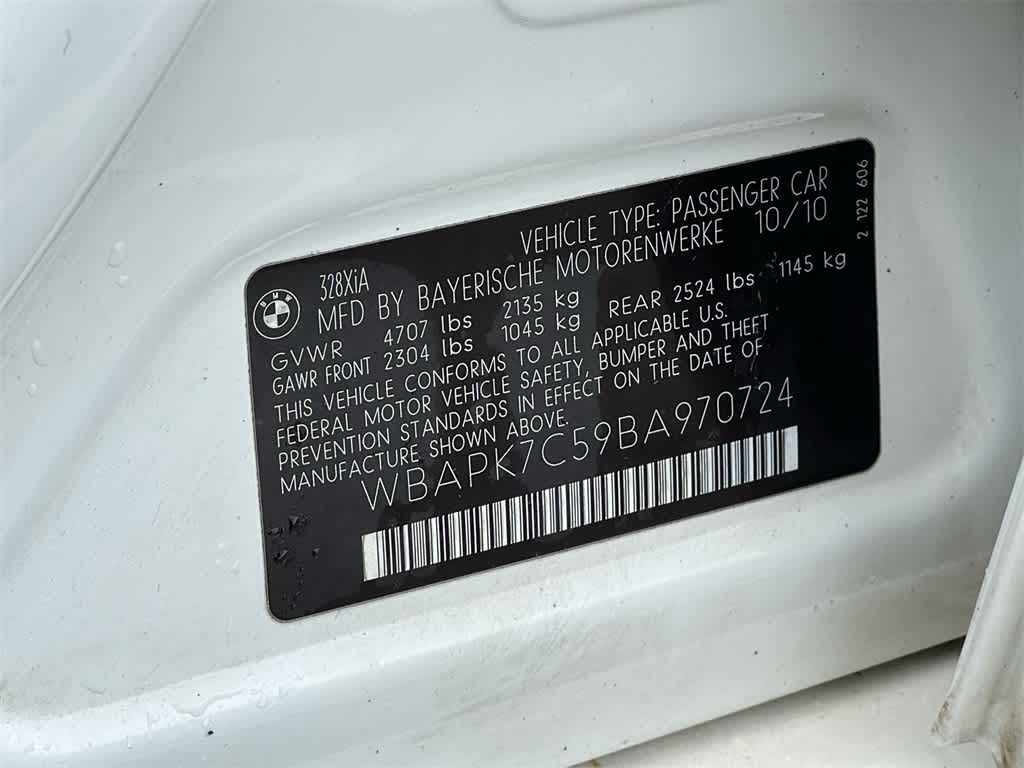 328XiA
VEHICLE TYPE: PASSENGER CAR
MFD BY BAYERISCHE MOTORENWERKE 10/10
GVWR 4707 lbs 2135 kg
GAWR FRONT 2304 lbs 1045 kg REAR 2524 lbs 1145 kg
THIS VEHICLE CONFORMS TO ALL APPLICABLE U.S.
FEDERAL MOTOR VEHICLE SAFETY, BUMPER AND THEFT
PREVENTION STANDARDS IN EFFECT ON THE DATE OF
MANUFACTURE SHOWN ABOVE.
WBAPK7C59BA970724
2 122 606
BMW